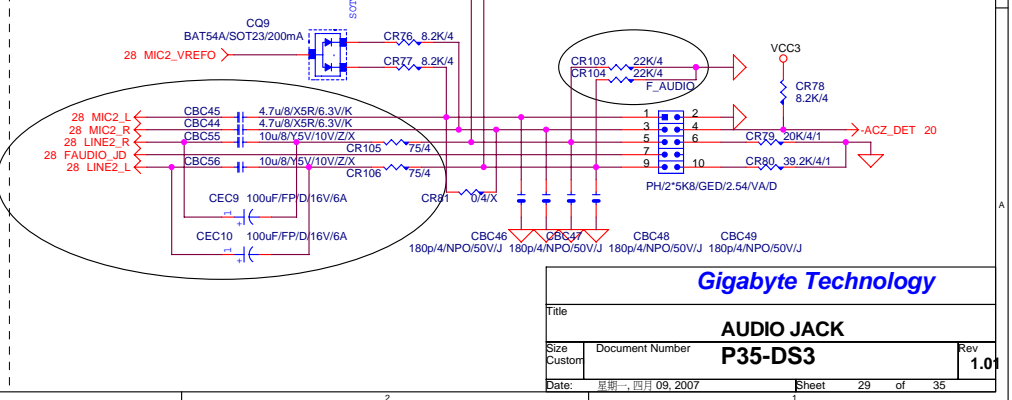 SOT
CQ9
BAT54A/SOT23/200mA
28 MIC2_VREFO
CR76 8.2K/4
CR77 8.2K/4
CR103 22K/4
CR104 22K/4
F_AUDIO
VCC3
CR78
8.2K/4
28 MIC2_L
28 MIC2_R
28 LINE2_R
28 FAUDIO_JD
28 LINE2_L
CBC45 4.7u/8/X5R/6.3V/K
CBC44 4.7u/8/X5R/6.3V/K
CBC55 10u/8/Y5V/10V/Z/X
CR105 75/4
CBC56 10u/8/Y5V/10V/Z/X
CR106 75/4
CEC9 100uF/FP/D/16V/6A
1
+
CEC10 100uF/FP/D/16V/6A
1
+
CR81 0/4/X
1 2
3 4
5 6
7
9 10
-ACZ_DET 20
CR79 20K/4/1
CR80 39.2K/4/1
PH/2*5K8/GED/2.54/VA/D
CBC46 CBC47 CBC48 CBC49
180p/4/NPO/50V/J 180p/4/NPO/50V/J 180p/4/NPO/50V/J 180p/4/NPO/50V/J
A
Gigabyte Technology
Title
AUDIO JACK
Size
Custom
Document Number
P35-DS3
Rev
1.01
Date: 星期一, 四月 09, 2007
Sheet 29 of 35
2 1